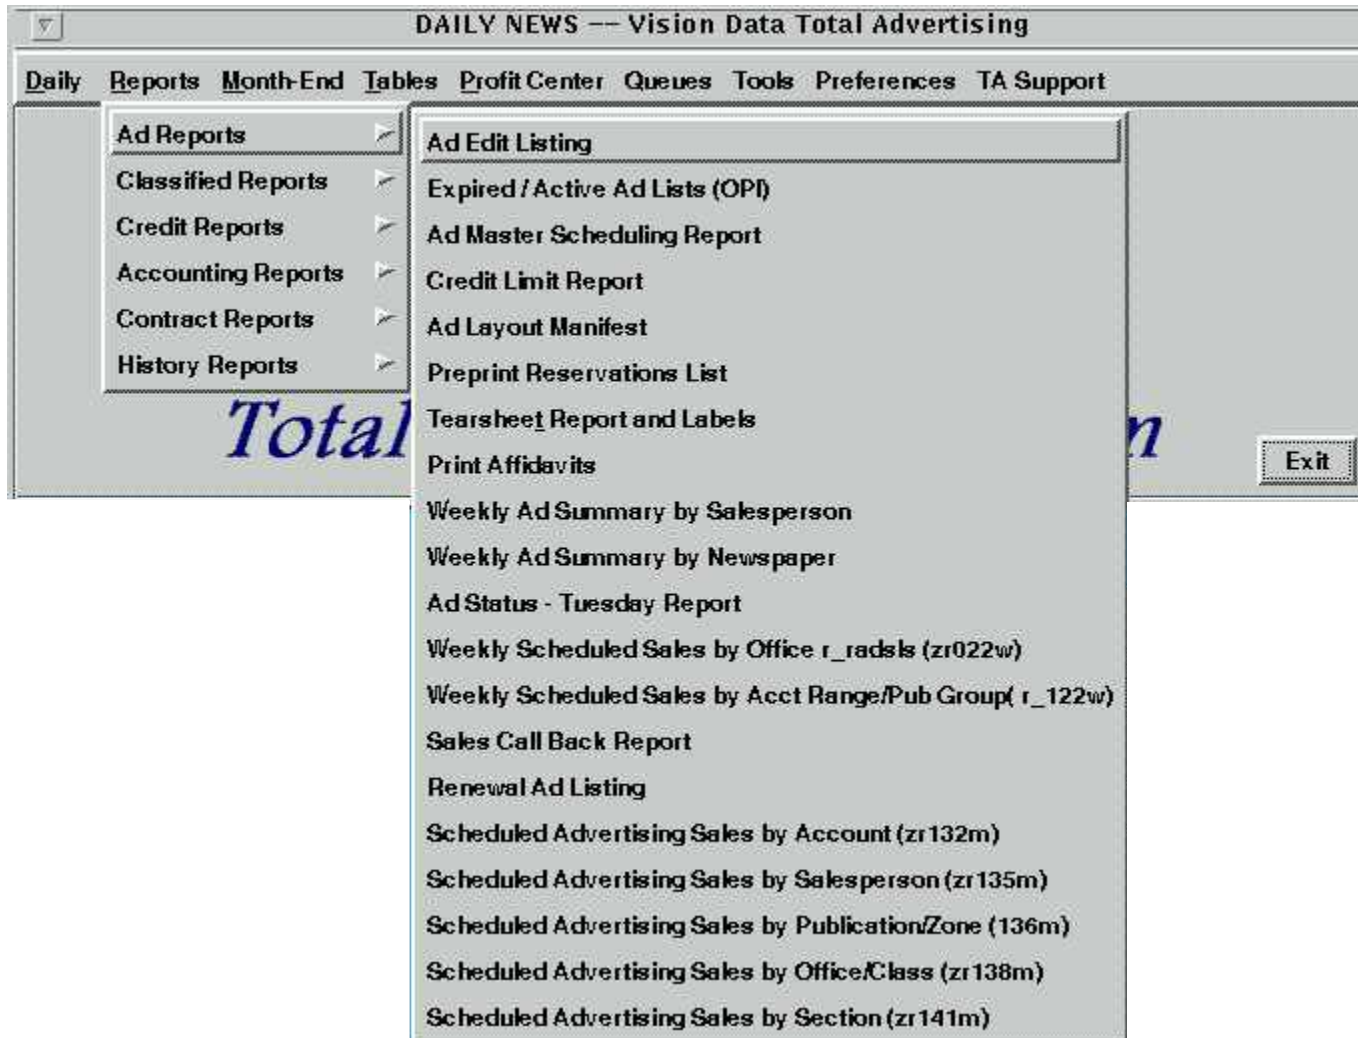 DAILY NEWS -- Vision Data Total Advertising
Daily Reports Month-End Tables Profit Center Queues Tools Preferences TA Support
Ad Reports
Classified Reports
Credit Reports
Accounting Reports
Contract Reports
History Reports
Ad Edit Listing
Expired / Active Ad Lists (OPI)
Ad Master Scheduling Report
Credit Limit Report
Ad Layout Manifest
Preprint Reservations List
Tearsheet Report and Labels
Print Affidavits
Weekly Ad Summary by Salesperson
Weekly Ad Summary by Newspaper
Ad Status - Tuesday Report
Weekly Scheduled Sales by Office r_radsls (zr022w)
Weekly Scheduled Sales by Acct Range/Pub Group( r_122w)
Sales Call Back Report
Renewal Ad Listing
Scheduled Advertising Sales by Account (zr132m)
Scheduled Advertising Sales by Salesperson (zr135m)
Scheduled Advertising Sales by Publication/Zone (136m)
Scheduled Advertising Sales by Office/Class (zr138m)
Scheduled Advertising Sales by Section (zr141m)
Total
Exit